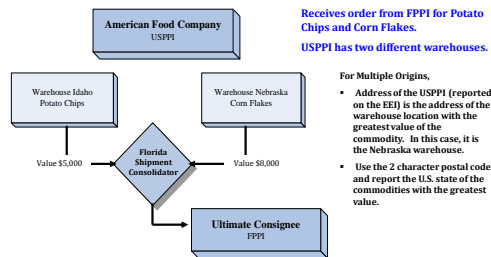 American Food Company
USPPI
Receives order from FPPI for Potato
Chips and Corn Flakes.
USPPI has two different warehouses.
Warehouse Idaho
Potato Chips
Warehouse Nebraska
Corn Flakes
Value $5,000
Florida
Shipment
Consolidator
Value $8,000
Ultimate Consignee
FPPI
For Multiple Origins,
▪ Address of the USPPI (reported
on the EEI) is the address of the
warehouse location with the
greatest value of the
commodity. In this case, it is
the Nebraska warehouse.
▪ Use the 2 character postal code
and report the U.S. state of the
commodities with the greatest
value.